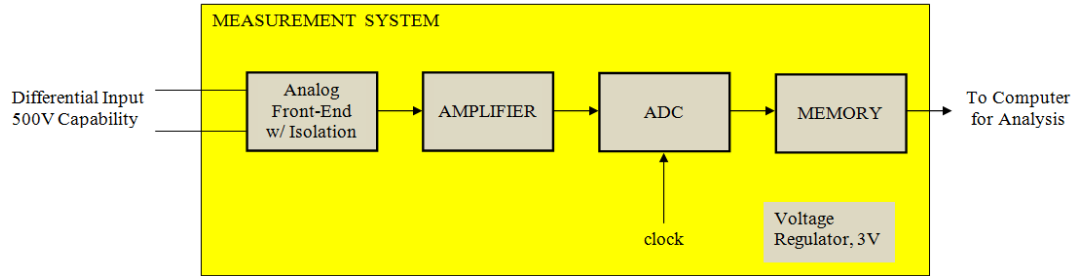 MEASUREMENT SYSTEM
Differential Input
500V Capability
Analog
Front-End
w/ Isolation
AMPLIFIER
ADC
MEMORY
To Computer
for Analysis
clock
Voltage
Regulator, 3V